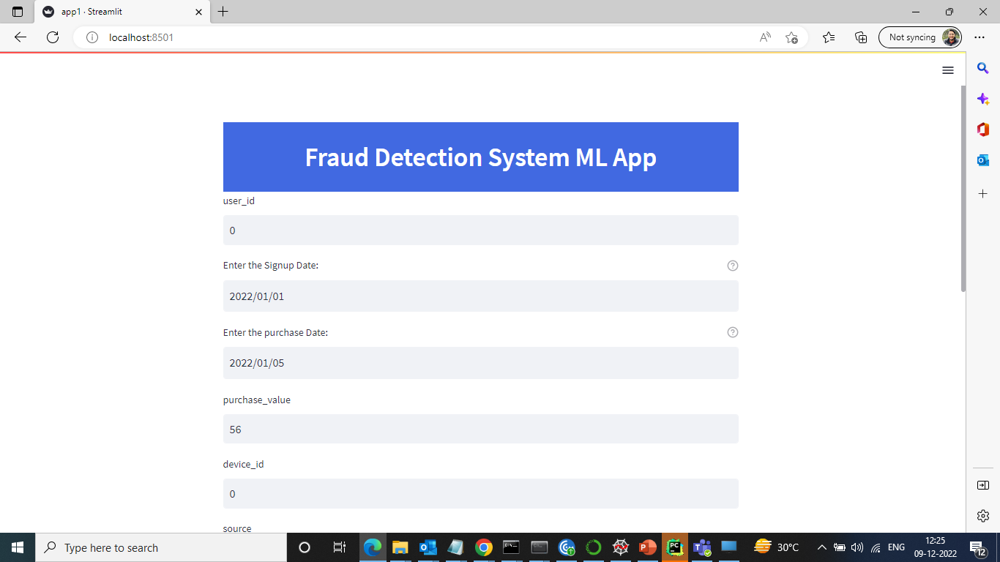 app1 · Streamlit
localhost:8501
Not syncing
Fraud Detection System ML App
user_id
0
Enter the Signup Date:
2022/01/01
Enter the purchase Date:
2022/01/05
purchase_value
56
device_id
0
source
Type here to search
30°C
ENG
12:25
09-12-2022
12